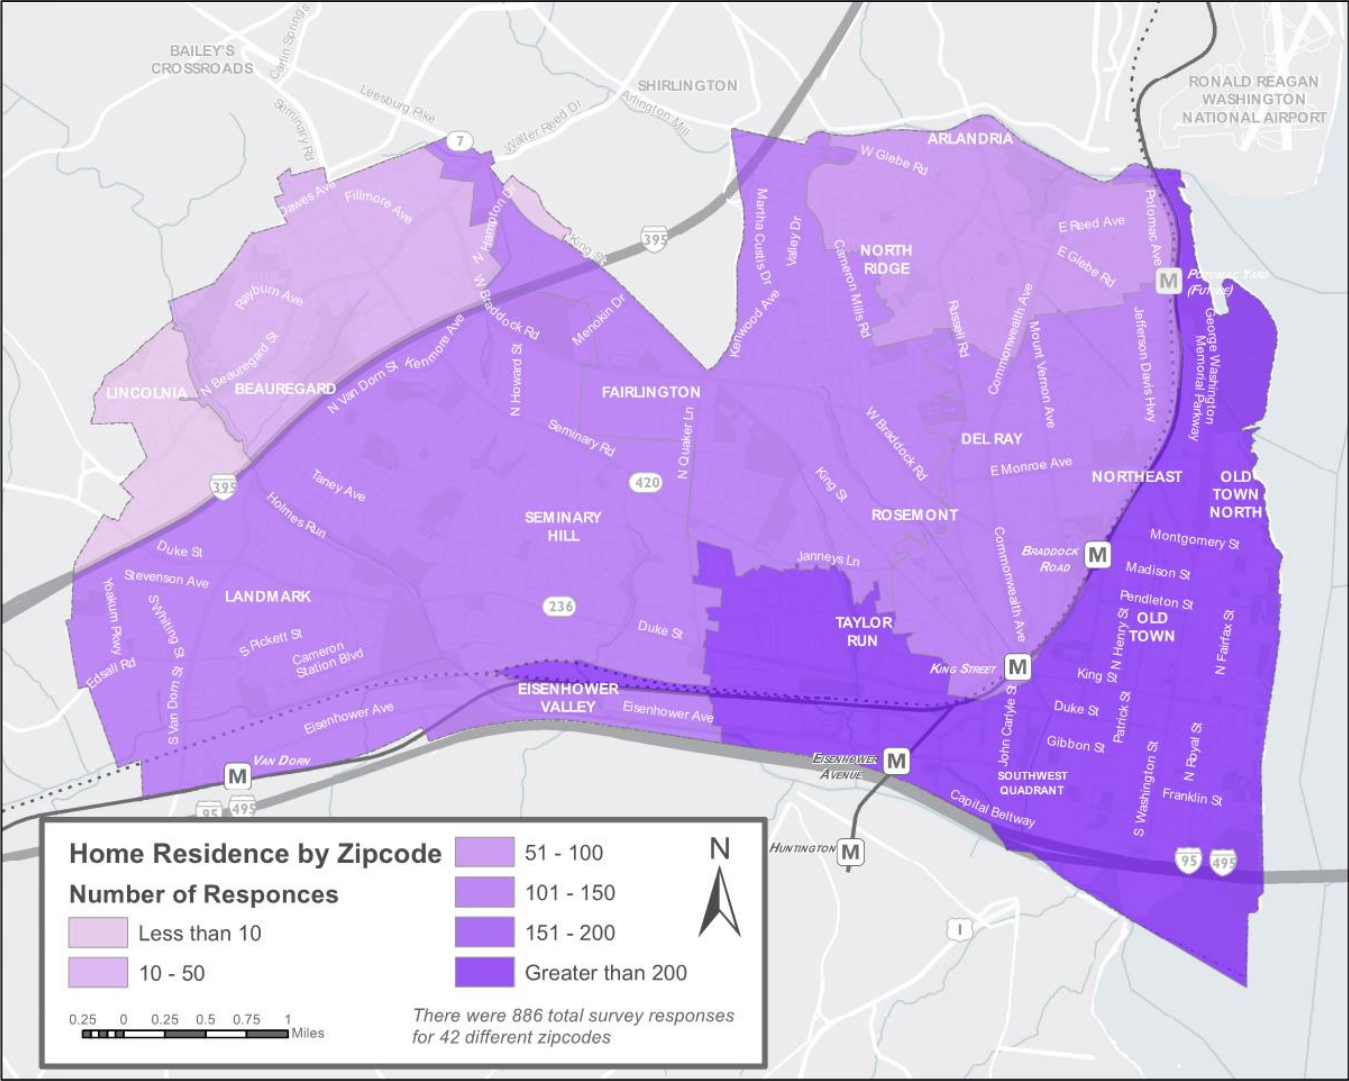 BAILEY'S
CROSSROADS
Carlin Springs
Seminary Rd
Leesburg Pike
7
Walter Reed Dr
Arlington Mill
SHIRLINGTON
RONALD REAGAN
WASHINGTON
NATIONAL AIRPORT
ARLANDRIA
W Glebe Rd
Dawes Ave
Fillmore Ave
N Hampton Dr
King St
395
Martha Custis Dr
Valley Dr
Cameron Mills Rd
NORTH
RIDGE
E Reed Ave
E Glebe Rd
Potomac Ave
M
POTOMAC YARD
(FUTURE)
Rayburn Ave
N Beauregard St
BEAUREGARD
LINCOLNIA
N Van Dorn St
Kenmore Ave
W Braddock Rd
Menokin Dr
N Howard St
FAIRLINGTON
Kenwood Ave
Russell Rd
Commonwealth Ave
Mount Vernon Ave
Jefferson Davis Hwy
George Washington
Memorial Parkway
Seminary Rd
N Quaker Ln
W Braddock Rd
King St
DEL RAY
E Monroe Ave
NORTHEAST
OLD
TOWN
NORTH
395
Taney Ave
Holmes Run
420
SEMINARY
HILL
ROSEMONT
Duke St
Stevenson Ave
Yoakum Pkwy
S Whiting St
LANDMARK
236
Janneys Ln
Commonwealth Ave
BRADDOCK
ROAD
M
Montgomery St
Madison St
Pendleton St
OLD
TOWN
N Henry St
N Fairfax St
S Pickett St
Cameron
Station Blvd
Edsall Rd
S Van Dorn St
Duke St
TAYLOR
RUN
KING STREET
M
King St
Duke St
Patrick St
Gibbon St
John Carlyle St
EISENHOWER
VALLEY
Eisenhower Ave
Eisenhower Ave
VAN DORN
M
95
495
EISENHOWER
AVENUE
M
SOUTHWEST
QUADRANT
S Washington St
N Royal St
Franklin St
Capital Beltway
HUNTINGTON
M
95
495
1
Home Residence by Zipcode
Number of Responces
Less than 10
10 - 50
51 - 100
101 - 150
151 - 200
Greater than 200
N
0.25 0 0.25 0.5 0.75 1
Miles
There were 886 total survey responses
for 42 different zipcodes